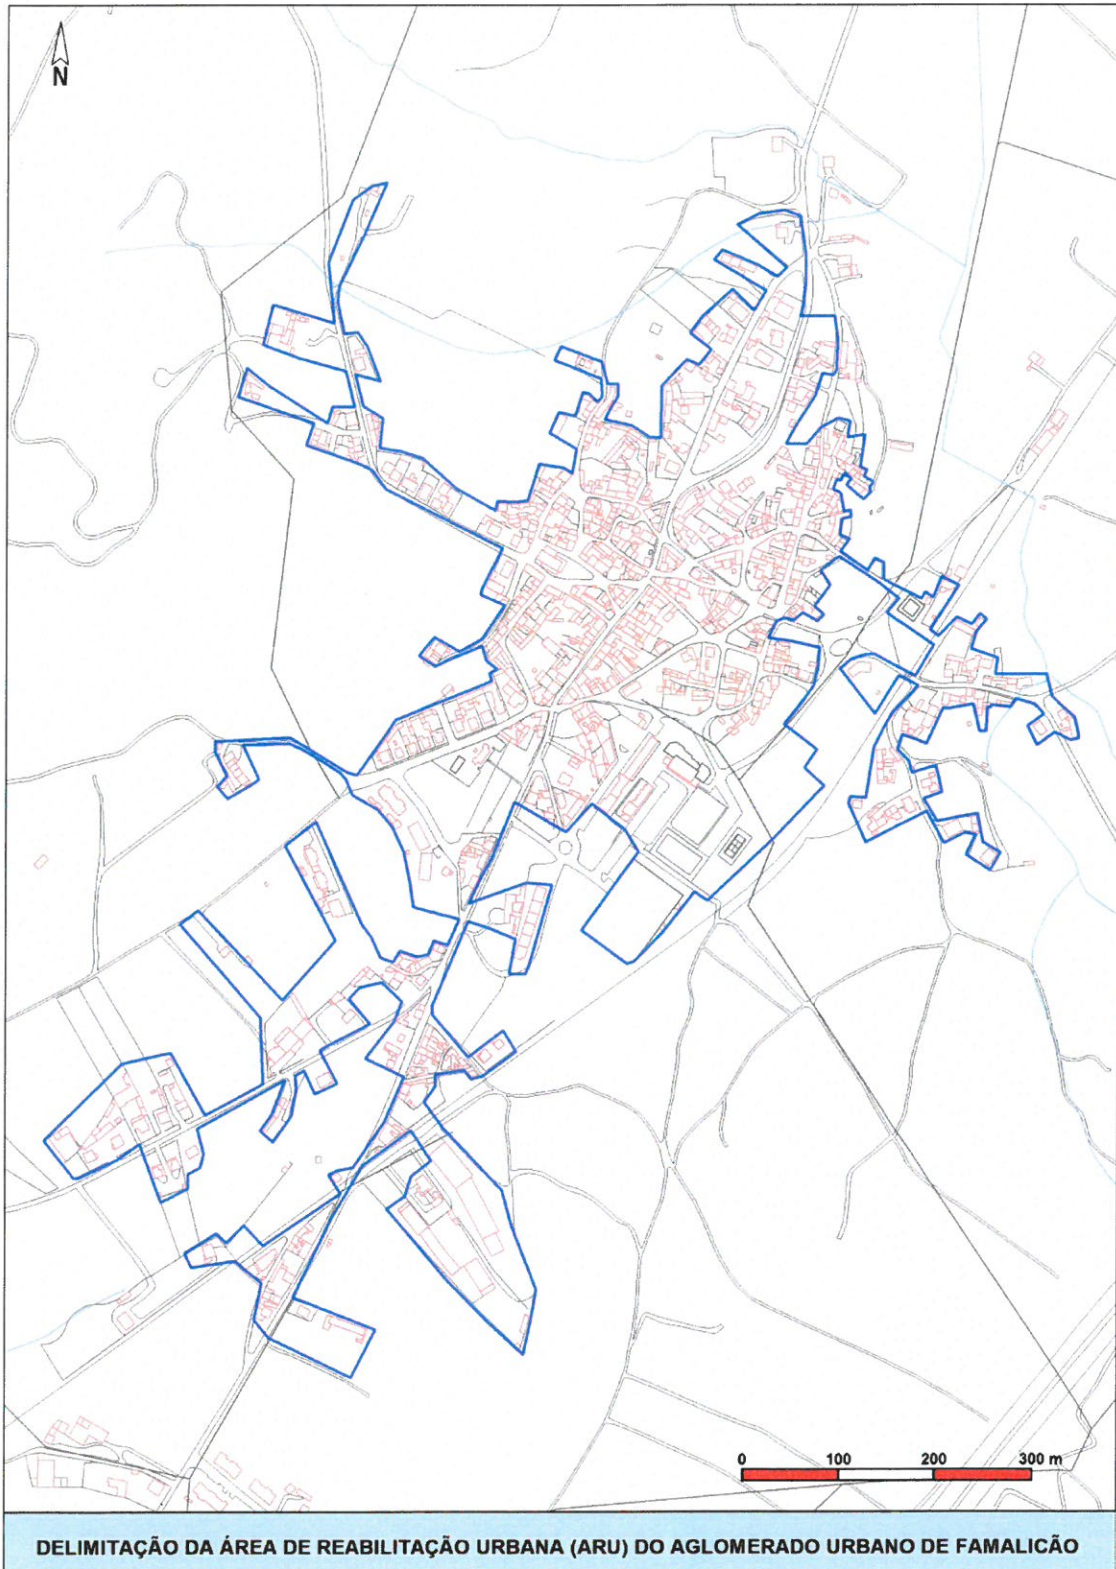 N
0 100 200 300 m
DELIMITAÇÃO DA ÁREA DE REABILITAÇÃO URBANA (ARU) DO AGLOMERADO URBANO DE FAMALICÃO